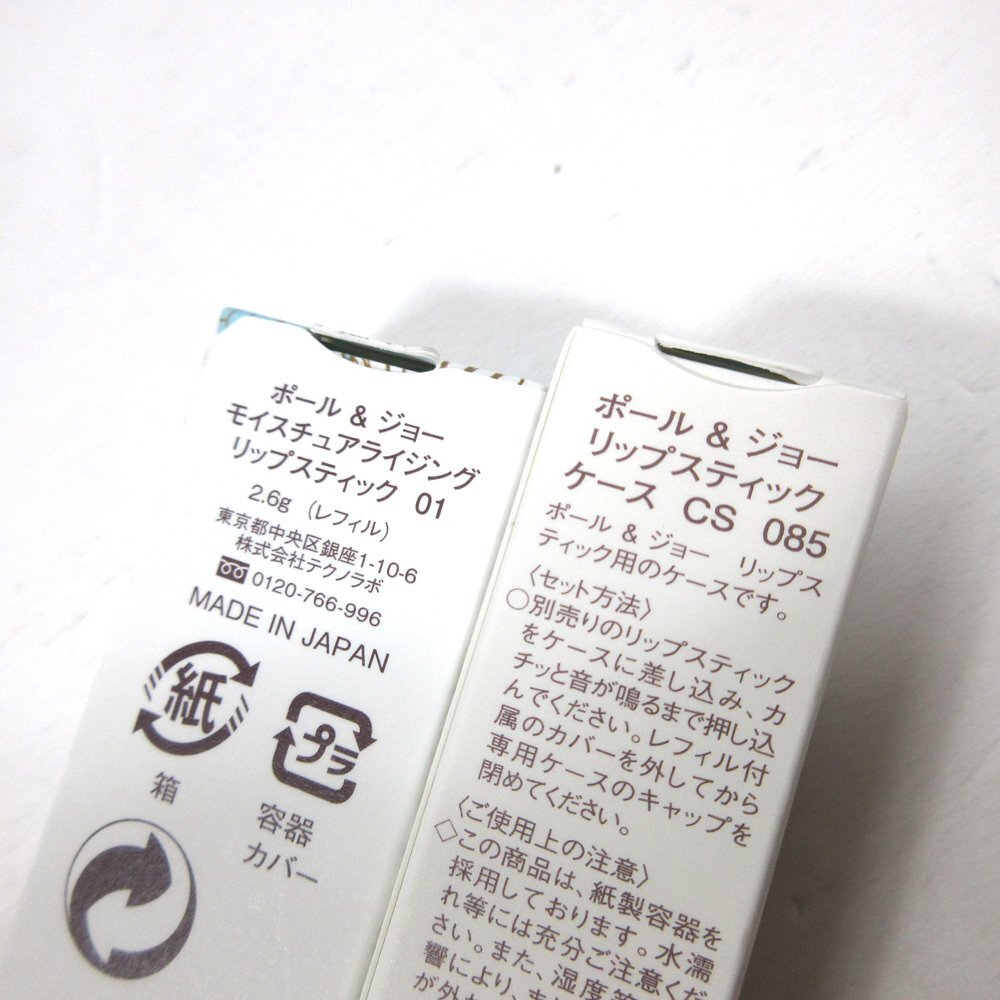 ポール & ジョー
モイスチュアライジング
リップスティック 01
2.6g (レフィル)
東京都中央区銀座1-10-6
株式会社テクノラボ
0120-766-996
MADE IN JAPAN
紙
箱
プラ
容器
カバー
ポール & ジョー
リップスティック
ケース CS 085
ポール & ジョー リップス
ティック用のケースです。
〈セット方法〉
○別売りのリップスティック
をケースに差し込み、カ
チッと音が鳴るまで押し込
んでください。レフィル付
属のカバーを外してから
専用ケースのキャップを
閉めてください。
〈ご使用上の注意〉
◇この商品は、紙製容器を
採用しております。水濡
れ等には充分ご注意くだ
さい。また、湿度等
響により、
が外